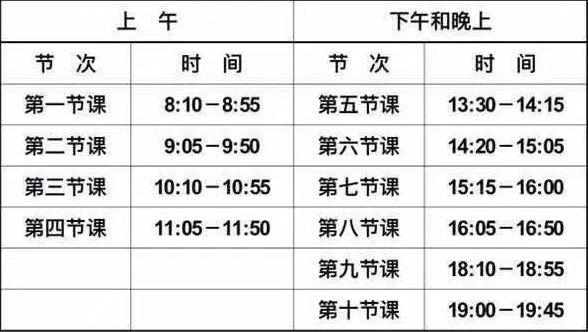 上 午 下午和晚上
节 次 时 间 节 次 时 间
第一节课 8:10－8:55 第五节课 13:30－14:15
第二节课 9:05－9:50 第六节课 14:20－15:05
第三节课 10:10－10:55 第七节课 15:15－16:00
第四节课 11:05－11:50 第八节课 16:05－16:50
第九节课 18:10－18:55
第十节课 19:00－19:45